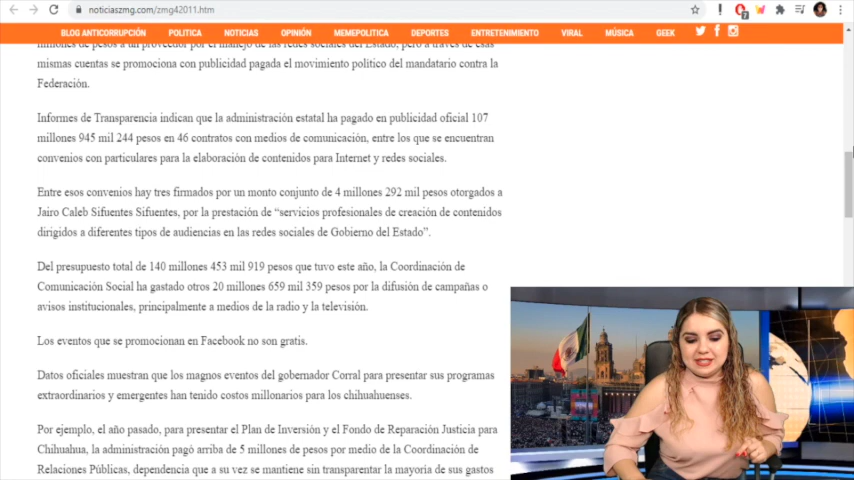 noticiaszmg.com/zmg42011.htm
7
BLOG ANTICORRUPCIÓN POLITICA NOTICIAS OPINIÓN MEMEPOLITICA DEPORTES ENTRETENIMIENTO VIRAL MÚSICA GEEK
millones de pesos a un proveedor por el manejo de las redes sociales del Estado, pero a través de esas
mismas cuentas se promociona con publicidad pagada el movimiento político del mandatario contra la
Federación.
Informes de Transparencia indican que la administración estatal ha pagado en publicidad oficial 107
millones 945 mil 244 pesos en 46 contratos con medios de comunicación, entre los que se encuentran
convenios con particulares para la elaboración de contenidos para Internet y redes sociales.
Entre esos convenios hay tres firmados por un monto conjunto de 4 millones 292 mil pesos otorgados a
Jairo Caleb Sifuentes Sifuentes, por la prestación de “servicios profesionales de creación de contenidos
dirigidos a diferentes tipos de audiencias en las redes sociales de Gobierno del Estado”.
Del presupuesto total de 140 millones 453 mil 919 pesos que tuvo este año, la Coordinación de
Comunicación Social ha gastado otros 20 millones 659 mil 359 pesos por la difusión de campañas o
avisos institucionales, principalmente a medios de la radio y la televisión.
Los eventos que se promocionan en Facebook no son gratis.
Datos oficiales muestran que los magnos eventos del gobernador Corral para presentar sus programas
extraordinarios y emergentes han tenido costos millonarios para los chihuahuenses.
Por ejemplo, el año pasado, para presentar el Plan de Inversión y el Fondo de Reparación Justicia para
Chihuahua, la administración pagó arriba de 5 millones de pesos por medio de la Coordinación de
Relaciones Públicas, dependencia que a su vez se mantiene sin transparentar la mayoría de sus gastos